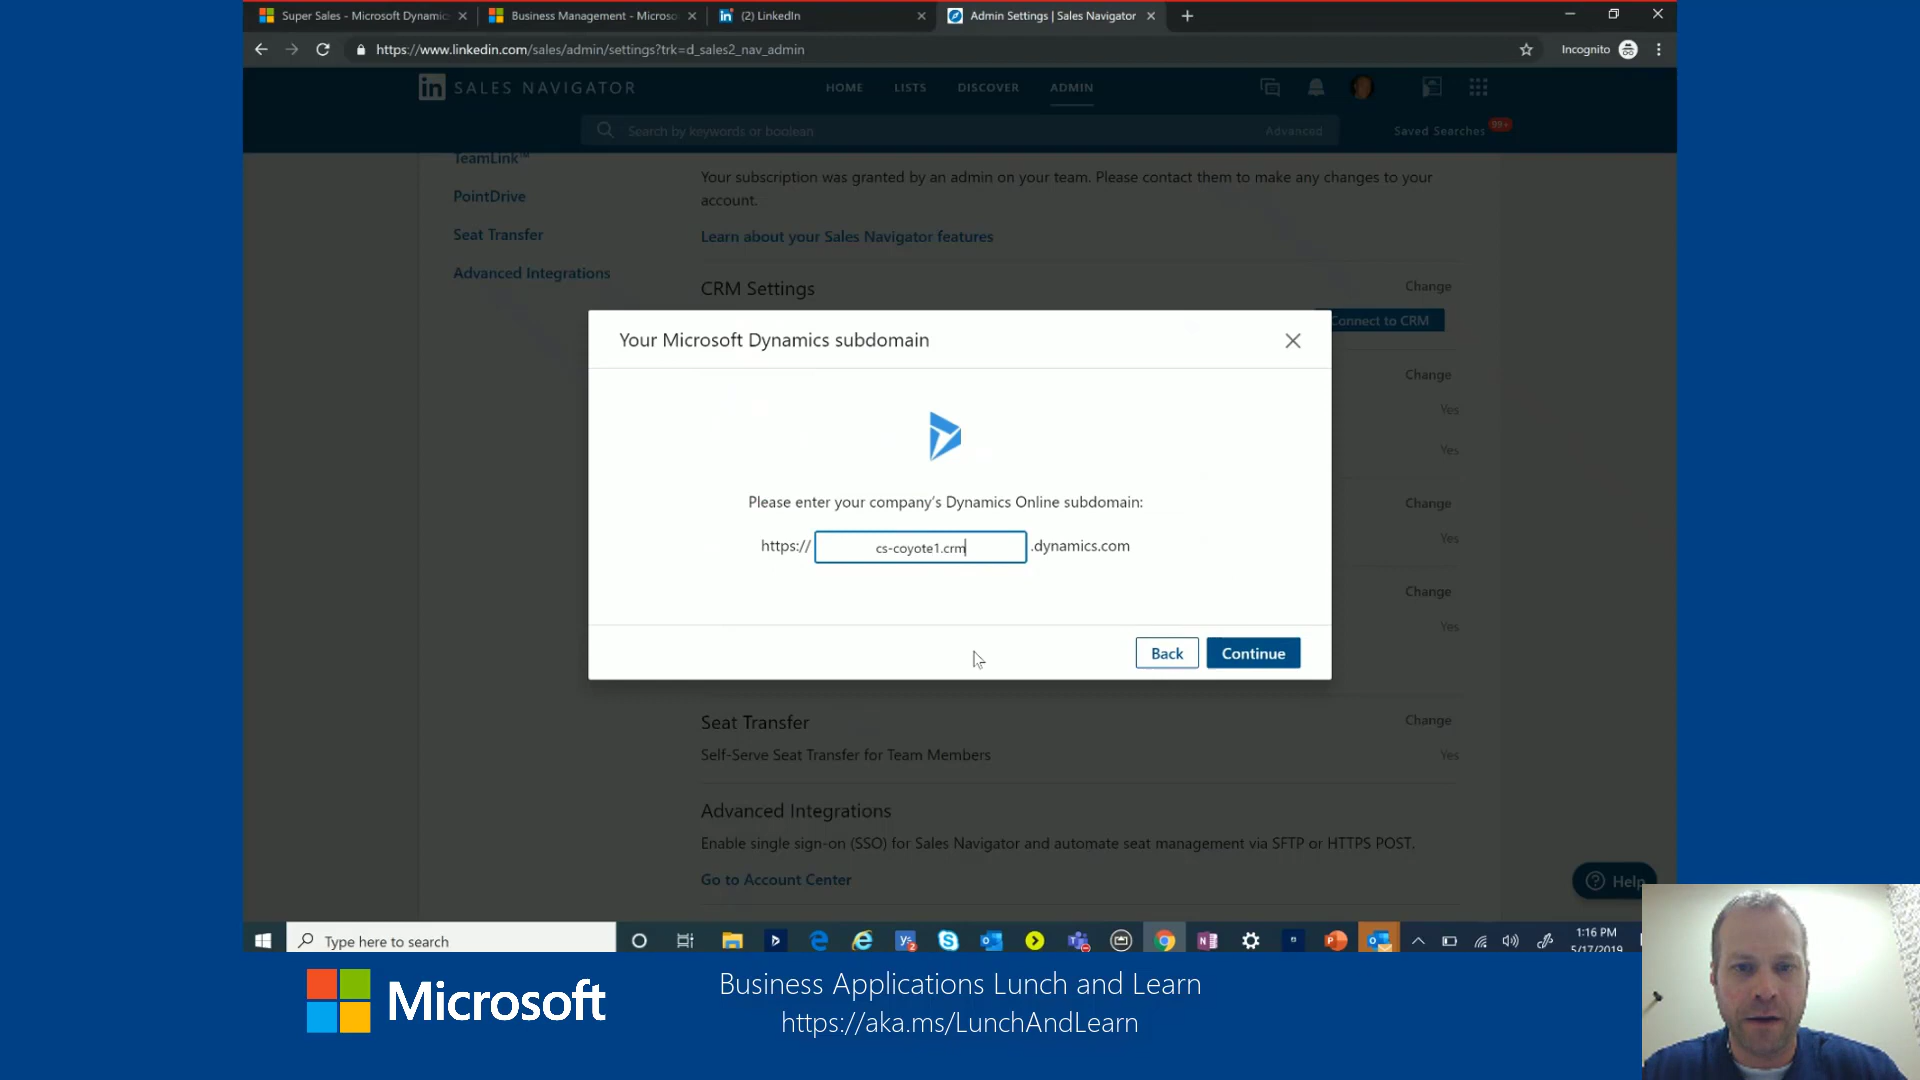 Super Sales - Microsoft Dynamic
Business Management - Microso
(2) LinkedIn
Admin Settings | Sales Navigator
https://www.linkedin.com/sales/admin/settings?trk=d_sales2_nav_admin
Incognito
in SALES NAVIGATOR
HOME LISTS DISCOVER ADMIN
Search by keywords or boolean
Advanced
Saved Searches 99+
TeamLink™
PointDrive
Seat Transfer
Advanced Integrations
Your subscription was granted by an admin on your team. Please contact them to make any changes to your
account.
Learn about your Sales Navigator features
CRM Settings
Change
Connect to CRM
Your Microsoft Dynamics subdomain
Please enter your company's Dynamics Online subdomain:
https:// cs-coyote1.crm .dynamics.com
Back Continue
Change
Yes
Yes
Change
Yes
Change
Yes
Seat Transfer
Change
Self-Serve Seat Transfer for Team Members
Yes
Advanced Integrations
Enable single sign-on (SSO) for Sales Navigator and automate seat management via SFTP or HTTPS POST.
Go to Account Center
Help
Type here to search
1:16 PM
5/17/2019
Microsoft
Business Applications Lunch and Learn
https://aka.ms/LunchAndLearn